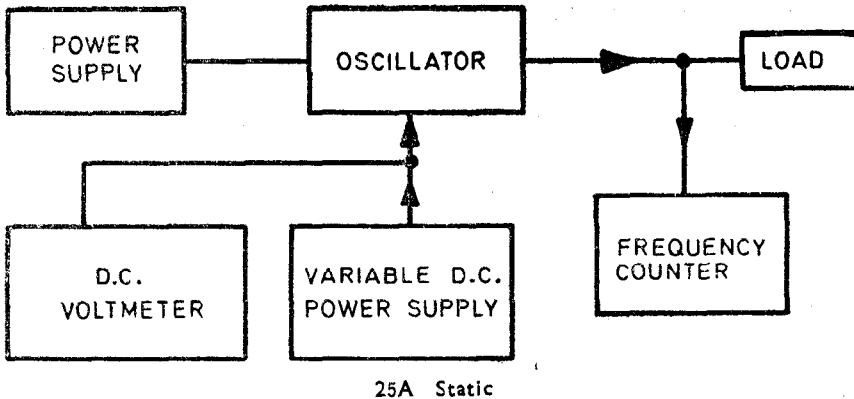 POWER
SUPPLY
OSCILLATOR
LOAD
D.C.
VOLTMETER
VARIABLE D.C.
POWER SUPPLY
FREQUENCY
COUNTER
25A Static